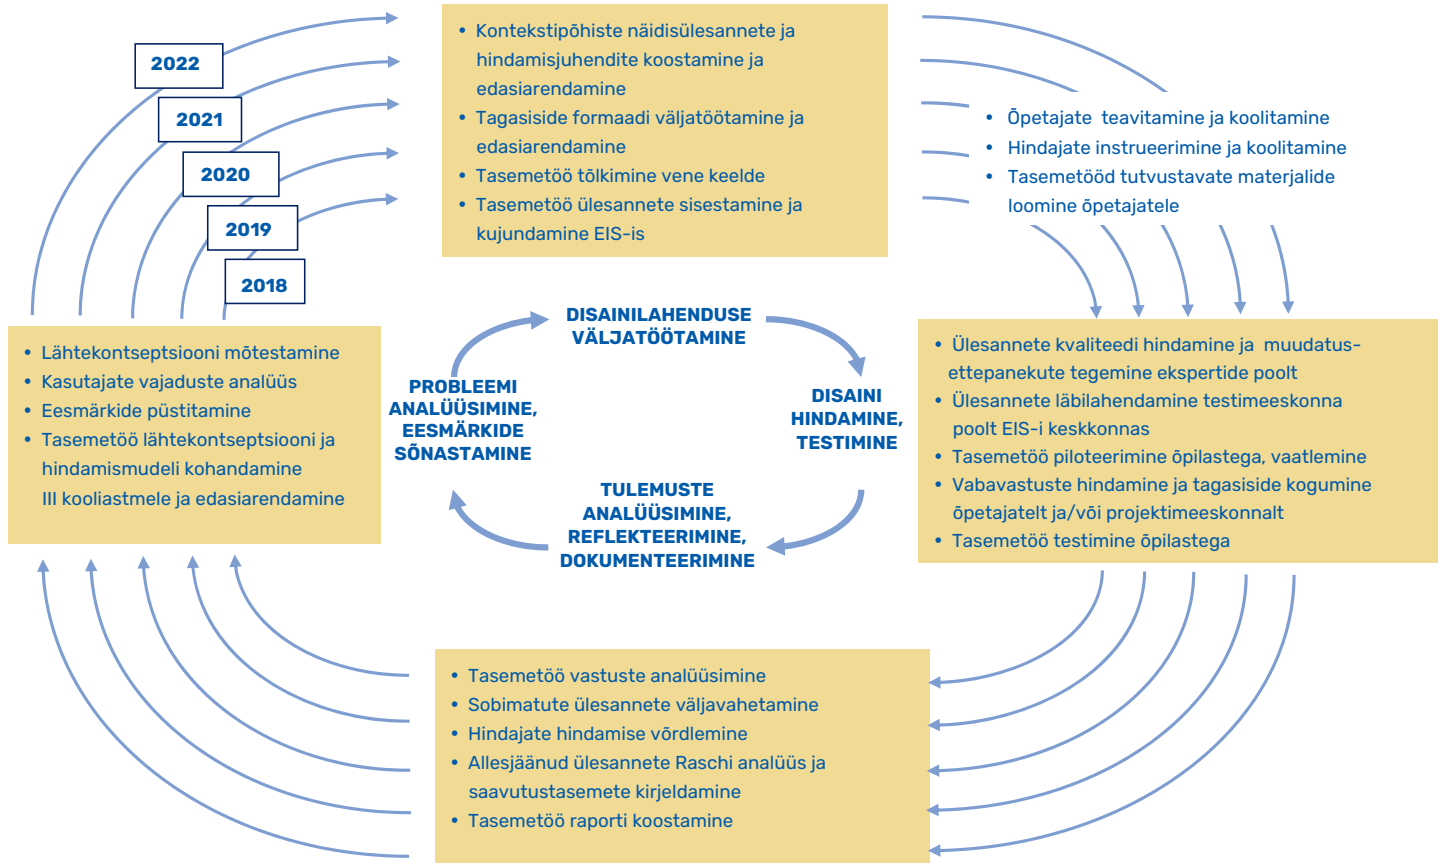 2022
2021
2020
2019
2018
• Kontekstipõhiste näidisülesannete ja
hindamisjuhendite koostamine ja
edasiarendamine
• Tagasiside formaadi väljatöötamine ja
edasiarendamine
• Tasemetöö tõlkimine vene keelde
• Tasemetöö ülesannete sisestamine ja
kujundamine EIS-is
• Õpetajate teavitamine ja koolitamine
• Hindajate instrueerimine ja koolitamine
• Tasemetööd tutvustavate materjalide
loomine õpetajatele
• Lähtekontseptsiooni mõtestamine
• Kasutajate vajaduste analüüs
• Eesmärkide püstitamine
• Tasemetöö lähtekontseptsiooni ja
hindamismudeli kohandamine
III kooliastmele ja edasiarendamine
DISAINILAHENDUSE
VÄLJATÖÖTAMINE
PROBLEEMI
ANALÜÜSIMINE,
EESMÄRKIDE
SÕNASTAMINE
DISAINI
HINDAMINE,
TESTIMINE
TULEMUSTE
ANALÜÜSIMINE,
REFLEKTEERIMINE,
DOKUMENTEERIMINE
• Ülesannete kvaliteedi hindamine ja muudatus-
ettepanekute tegemine ekspertide poolt
• Ülesannete läbilahendamine testimeeskonna
poolt EIS-i keskkonnas
• Tasemetöö piloteerimine õpilastega, vaatlemine
• Vabavastuste hindamine ja tagasiside kogumine
õpetajatelt ja/või projektimeeskonnalt
• Tasemetöö testimine õpilastega
• Tasemetöö vastuste analüüsimine
• Sobimatute ülesannete väljavahetamine
• Hindajate hindamise võrdlemine
• Allesjäänud ülesannete Raschi analüüs ja
saavutustasemete kirjeldamine
• Tasemetöö raporti koostamine